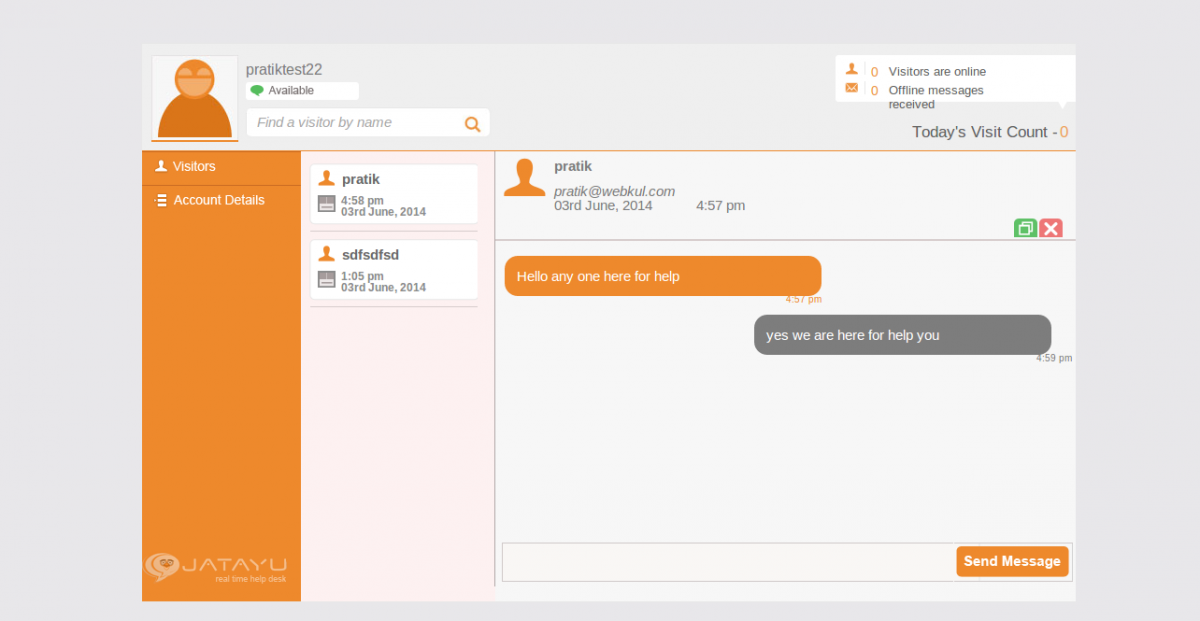 pratiktest22
Available
Find a visitor by name
0 Visitors are online
0 Offline messages
received
Today's Visit Count - 0
Visitors
Account Details
JATAYU
real time help desk
pratik
4:58 pm
03rd June, 2014
sdfsdfsd
1:05 pm
03rd June, 2014
pratik
pratik@webkul.com
03rd June, 2014 4:57 pm
Hello any one here for help
4:57 pm
yes we are here for help you
4:59 pm
Send Message